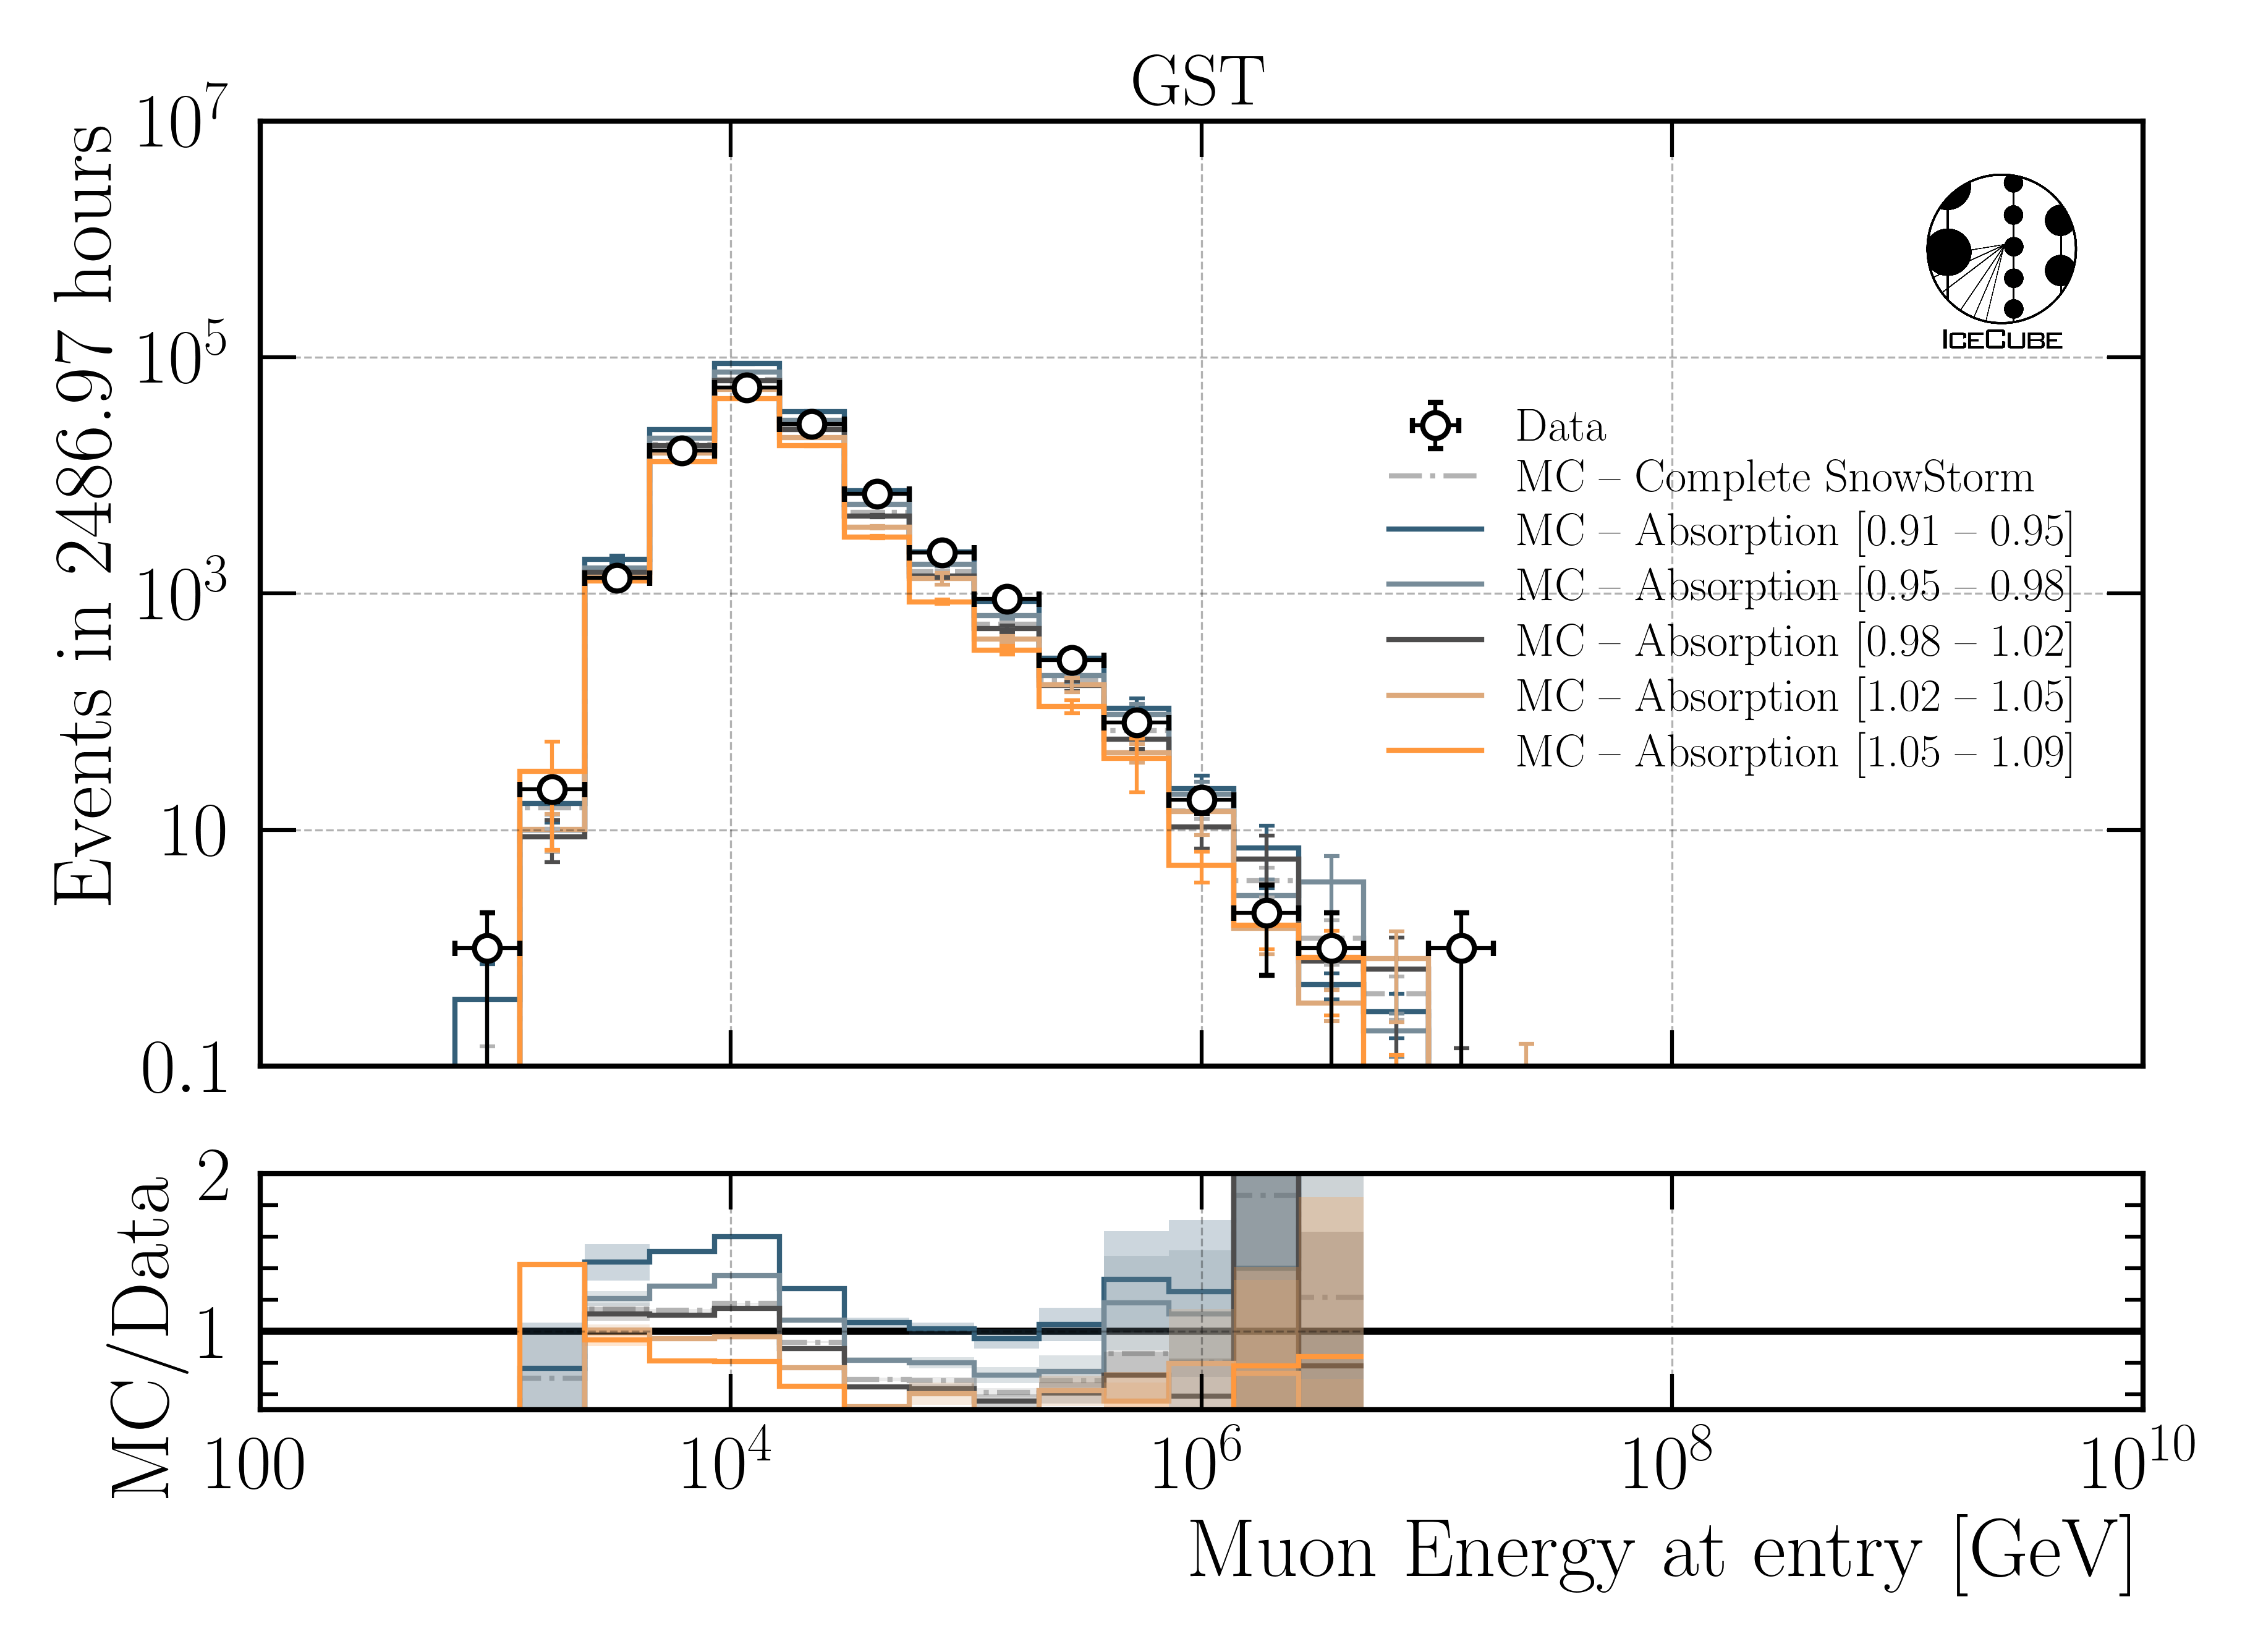 GST
Events in 2486.97 hours
10^7
10^5
10^3
10
0.1
ICECUBE
Data
MC – Complete SnowStorm
MC – Absorption [0.91 – 0.95]
MC – Absorption [0.95 – 0.98]
MC – Absorption [0.98 – 1.02]
MC – Absorption [1.02 – 1.05]
MC – Absorption [1.05 – 1.09]
MC/Data
2
1
100 10^4 10^6 10^8 10^10
Muon Energy at entry [GeV]